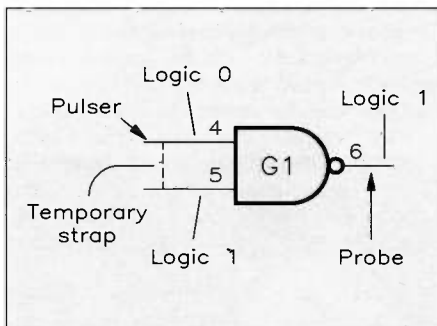 Logic 0
Logic 1
Pulser
4
6
G1
5
Temporary
strap
Logic 1
Probe